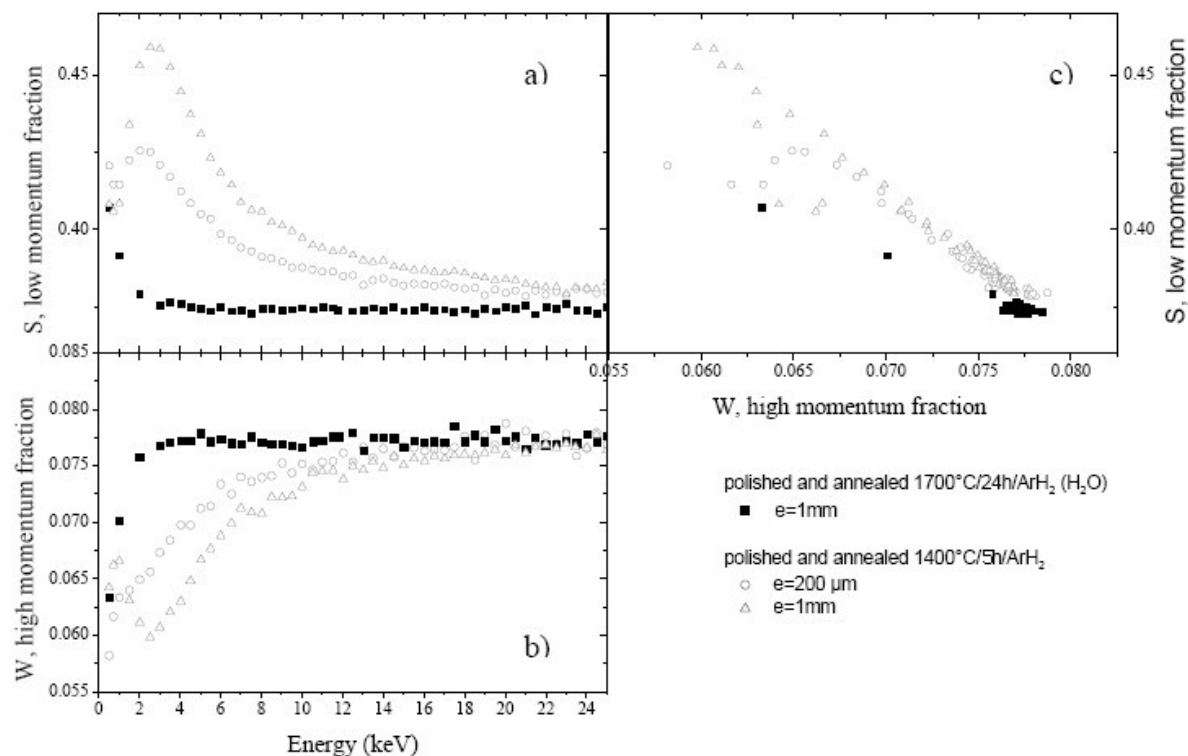 a)
c)
0.45
0.40
0.085
S, low momentum fraction
0.45
0.40
S, low momentum fraction
0.055 0.060 0.065 0.070 0.075 0.080
W, high momentum fraction
0.080
0.075
0.070
0.065
0.060
0.055
W, high momentum fraction
b)
0 2 4 6 8 10 12 14 16 18 20 22 24
Energy (keV)
polished and annealed 1700°C/24h/ArH₂ (H₂O)
e=1mm
polished and annealed 1400°C/5h/ArH₂
e=200 µm
e=1mm